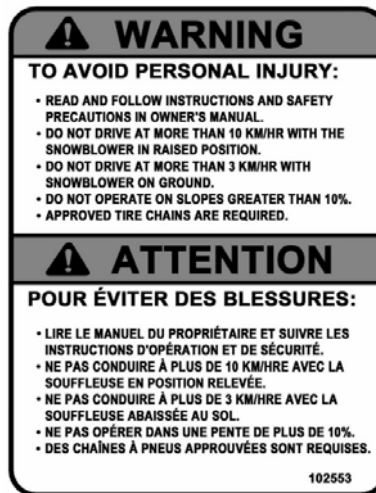 WARNING
TO AVOID PERSONAL INJURY:
• READ AND FOLLOW INSTRUCTIONS AND SAFETY
PRECAUTIONS IN OWNER'S MANUAL.
• DO NOT DRIVE AT MORE THAN 10 KM/HR WITH THE
SNOWBLOWER IN RAISED POSITION.
• DO NOT DRIVE AT MORE THAN 3 KM/HR WITH
SNOWBLOWER ON GROUND.
• DO NOT OPERATE ON SLOPES GREATER THAN 10%.
• APPROVED TIRE CHAINS ARE REQUIRED.
ATTENTION
POUR ÉVITER DES BLESSURES:
• LIRE LE MANUEL DU PROPRIÉTAIRE ET SUIVRE LES
INSTRUCTIONS D'OPÉRATION ET DE SÉCURITÉ.
• NE PAS CONDUIRE À PLUS DE 10 KM/HRE AVEC LA
SOUFFLEUSE EN POSITION RELEVÉE.
• NE PAS CONDUIRE À PLUS DE 3 KM/HRE AVEC LA
SOUFFLEUSE ABAISSÉE AU SOL.
• NE PAS OPÉRER DANS UNE PENTE DE PLUS DE 10%.
• DES CHAÎNES À PNEUS APPROUVÉES SONT REQUISES.
102553